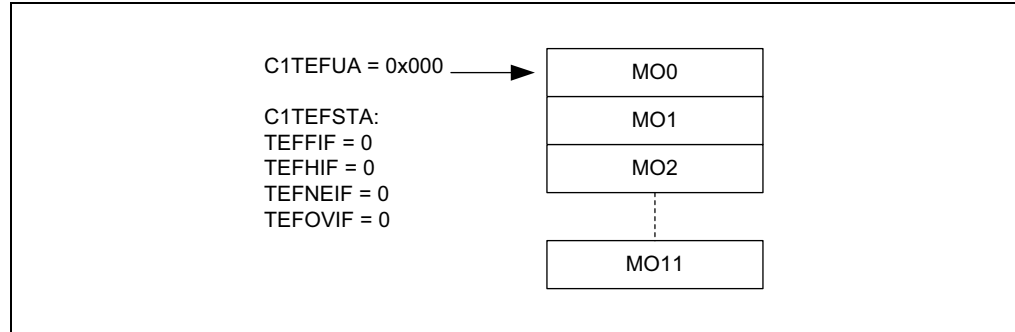 C1TEFUA = 0x000
C1TEFSTA:
TEFFIF = 0
TEFHIF = 0
TEFNEIF = 0
TEFOVIF = 0
MO0
MO1
MO2
MO11